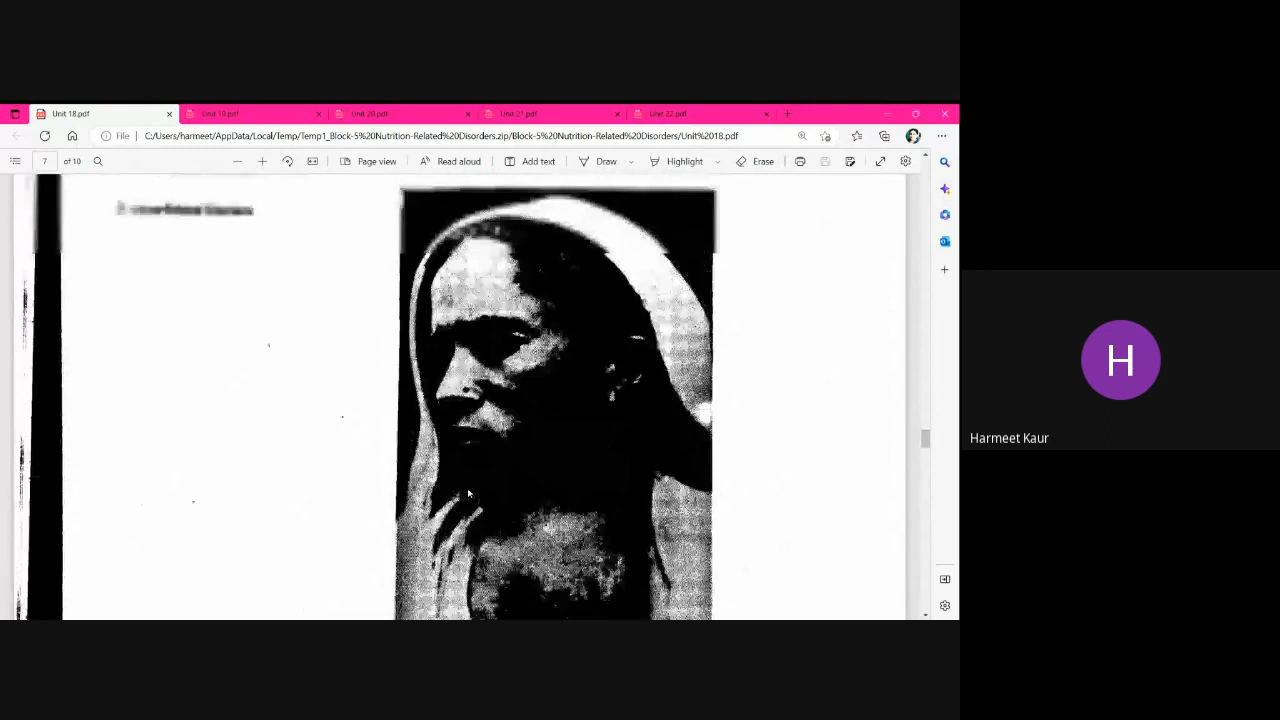 Unit 18.pdf
Unit 19.pdf
Unit 20.pdf
Unit 21.pdf
Unit 22.pdf
File
C:/Users/harmeet/AppData/Local/Temp/Temp1_Block-5%20Nutrition-Related%20Disorders.zip/Block-5%20Nutrition-Related%20Disorders/Unit%2018.pdf
7 of 10
Page view
Read aloud
Add text
Draw
Highlight
Erase
H
Harmeet Kaur